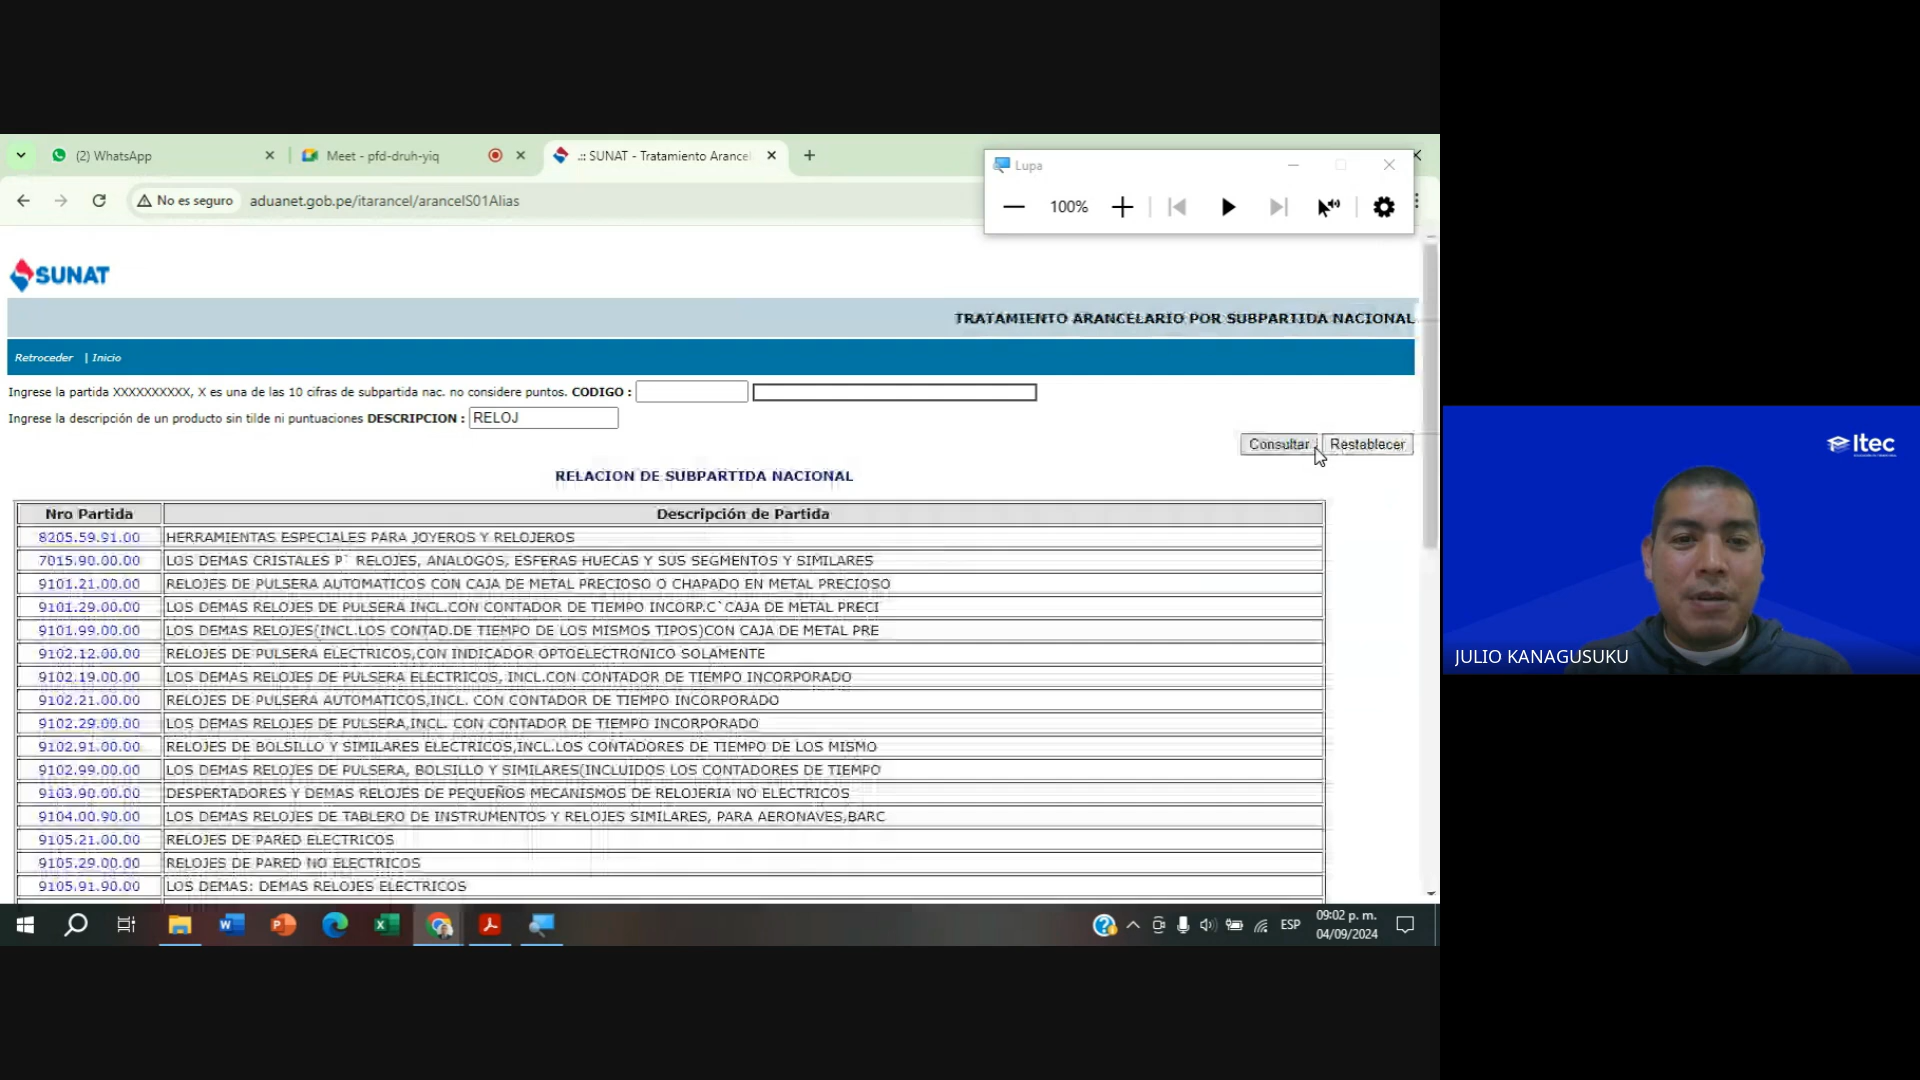 (2) WhatsApp
Meet - pfd-druh-yiq
.:: SUNAT - Tratamiento Arance
Lupa
No es seguro
aduanet.gob.pe/itarancel/arancelS01Alias
100%
SUNAT
TRATAMIENTO ARANCELARIO POR SUBPARTIDA NACIONAL
Retroceder | Inicio
Ingrese la partida XXXXXXXXXX, X es una de las 10 cifras de subpartida nac. no considere puntos. CODIGO :
Ingrese la descripción de un producto sin tilde ni puntuaciones DESCRIPCION : RELOJ
Consultar Restablecer
RELACION DE SUBPARTIDA NACIONAL
Nro Partida Descripción de Partida
8205.59.91.00 HERRAMIENTAS ESPECIALES PARA JOYEROS Y RELOJEROS
7015.90.00.00 LOS DEMAS CRISTALES P` RELOJES, ANALOGOS, ESFERAS HUECAS Y SUS SEGMENTOS Y SIMILARES
9101.21.00.00 RELOJES DE PULSERA AUTOMATICOS CON CAJA DE METAL PRECIOSO O CHAPADO EN METAL PRECIOSO
9101.29.00.00 LOS DEMAS RELOJES DE PULSERA INCL.CON CONTADOR DE TIEMPO INCORP.C`CAJA DE METAL PRECI
9101.99.00.00 LOS DEMAS RELOJES(INCL.LOS CONTAD.DE TIEMPO DE LOS MISMOS TIPOS)CON CAJA DE METAL PRE
9102.12.00.00 RELOJES DE PULSERA ELECTRICOS,CON INDICADOR OPTOELECTRONICO SOLAMENTE
9102.19.00.00 LOS DEMAS RELOJES DE PULSERA ELECTRICOS, INCL.CON CONTADOR DE TIEMPO INCORPORADO
9102.21.00.00 RELOJES DE PULSERA AUTOMATICOS,INCL. CON CONTADOR DE TIEMPO INCORPORADO
9102.29.00.00 LOS DEMAS RELOJES DE PULSERA,INCL. CON CONTADOR DE TIEMPO INCORPORADO
9102.91.00.00 RELOJES DE BOLSILLO Y SIMILARES ELECTRICOS,INCL.LOS CONTADORES DE TIEMPO DE LOS MISMO
9102.99.00.00 LOS DEMAS RELOJES DE PULSERA, BOLSILLO Y SIMILARES(INCLUIDOS LOS CONTADORES DE TIEMPO
9103.90.00.00 DESPERTADORES Y DEMAS RELOJES DE PEQUEÑOS MECANISMOS DE RELOJERIA NO ELECTRICOS
9104.00.90.00 LOS DEMAS RELOJES DE TABLERO DE INSTRUMENTOS Y RELOJES SIMILARES, PARA AERONAVES,BARC
9105.21.00.00 RELOJES DE PARED ELECTRICOS
9105.29.00.00 RELOJES DE PARED NO ELECTRICOS
9105.91.90.00 LOS DEMAS: DEMAS RELOJES ELECTRICOS
ESP
09:02 p. m.
04/09/2024
Itec
JULIO KANAGUSUKU